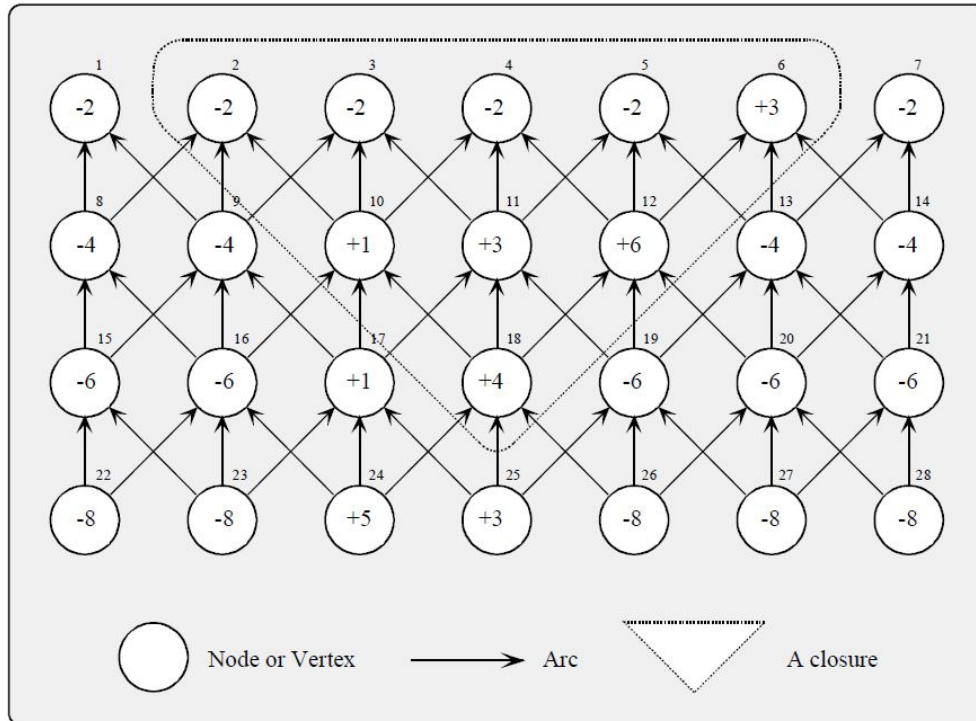 1 2 3 4 5 6 7
-2 -2 -2 -2 -2 +3 -2
8 9 10 11 12 13 14
-4 -4 +1 +3 +6 -4 -4
15 16 17 18 19 20 21
-6 -6 +1 +4 -6 -6 -6
22 23 24 25 26 27 28
-8 -8 +5 +3 -8 -8 -8
Node or Vertex Arc A closure